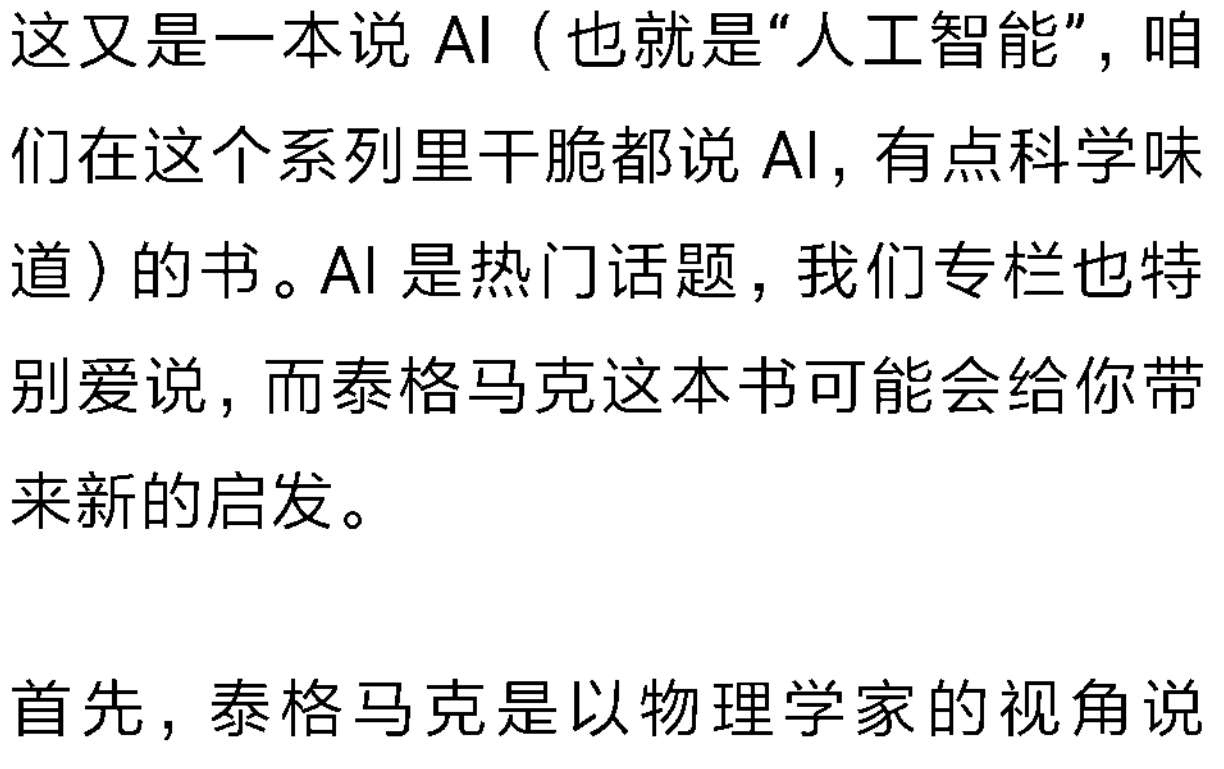 这又是一本说 AI（也就是“人工智能”，咱
们在这个系列里干脆都说 AI，有点科学味
道）的书。AI 是热门话题，我们专栏也特
别爱说，而泰格马克这本书可能会给你带
来新的启发。
首先，泰格马克是以物理学家的视角说